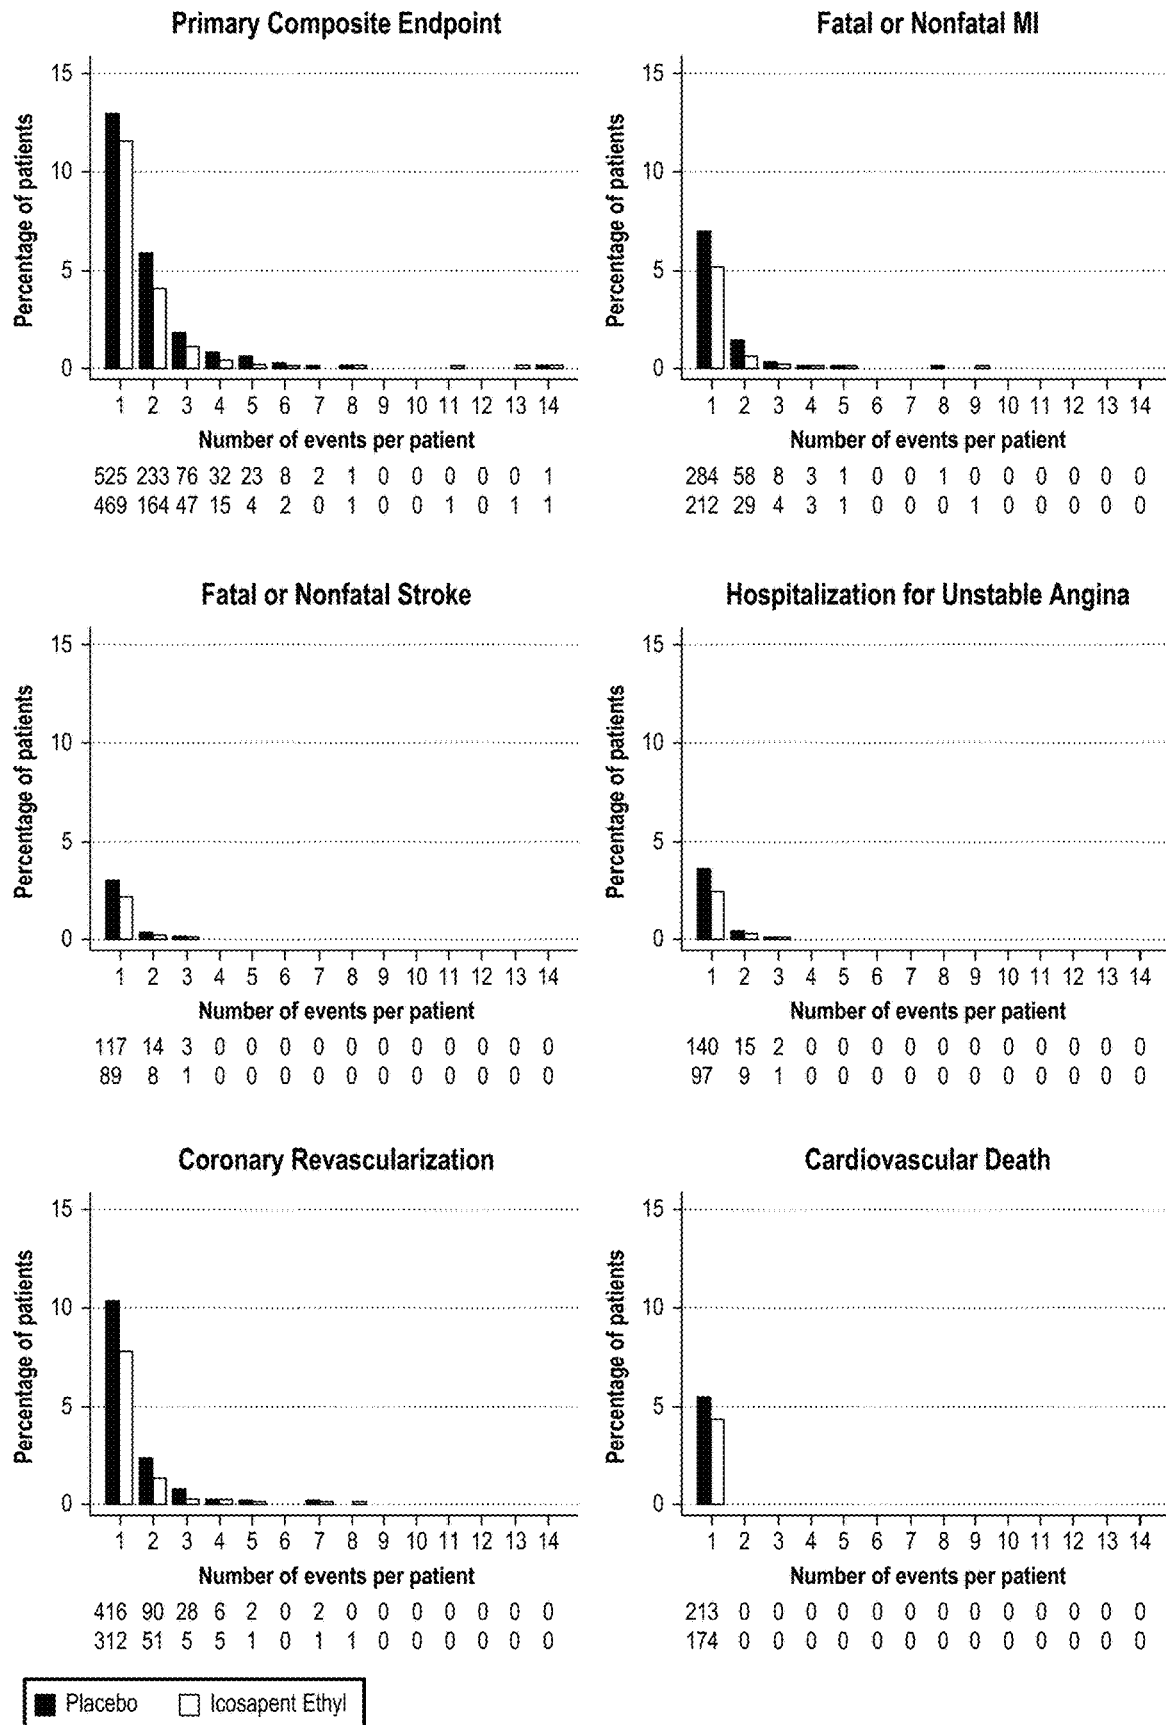 Primary Composite Endpoint
Percentage of patients
15
10
5
0
1 2 3 4 5 6 7 8 9 10 11 12 13 14
Number of events per patient
525 233 76 32 23 8 2 1 0 0 0 0 0 1
469 164 47 15 4 2 0 1 0 0 1 0 1 1
Fatal or Nonfatal MI
Percentage of patients
15
10
5
0
1 2 3 4 5 6 7 8 9 10 11 12 13 14
Number of events per patient
284 58 8 3 1 0 0 1 0 0 0 0 0 0
212 29 4 3 1 0 0 0 1 0 0 0 0 0
Fatal or Nonfatal Stroke
Percentage of patients
15
10
5
0
1 2 3 4 5 6 7 8 9 10 11 12 13 14
Number of events per patient
117 14 3 0 0 0 0 0 0 0 0 0 0 0
89 8 1 0 0 0 0 0 0 0 0 0 0 0
Hospitalization for Unstable Angina
Percentage of patients
15
10
5
0
1 2 3 4 5 6 7 8 9 10 11 12 13 14
Number of events per patient
140 15 2 0 0 0 0 0 0 0 0 0 0 0
97 9 1 0 0 0 0 0 0 0 0 0 0 0
Coronary Revascularization
Percentage of patients
15
10
5
0
1 2 3 4 5 6 7 8 9 10 11 12 13 14
Number of events per patient
416 90 28 6 2 0 2 0 0 0 0 0 0 0
312 51 5 5 1 0 1 1 0 0 0 0 0 0
Cardiovascular Death
Percentage of patients
15
10
5
0
1 2 3 4 5 6 7 8 9 10 11 12 13 14
Number of events per patient
213 0 0 0 0 0 0 0 0 0 0 0 0 0
174 0 0 0 0 0 0 0 0 0 0 0 0 0
Placebo Icosapent Ethyl